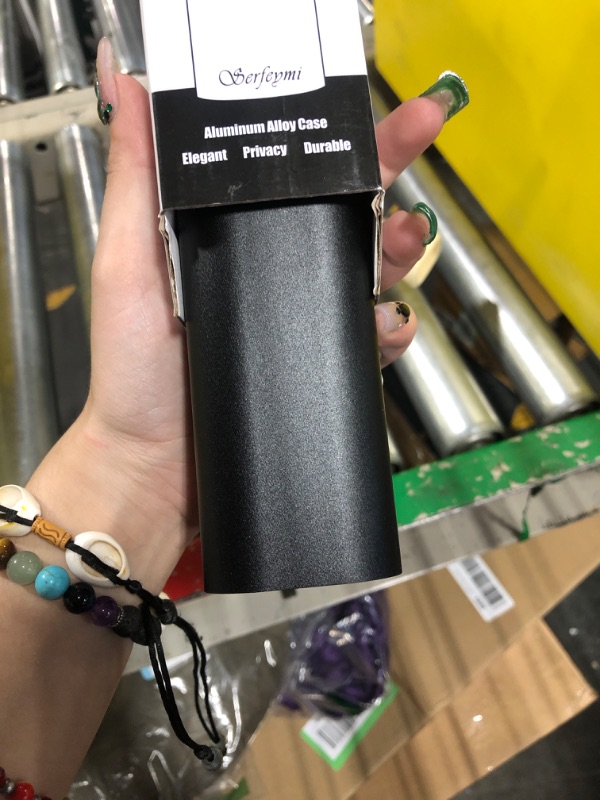 Serfeymi
Aluminum Alloy Case
Elegant Privacy Durable